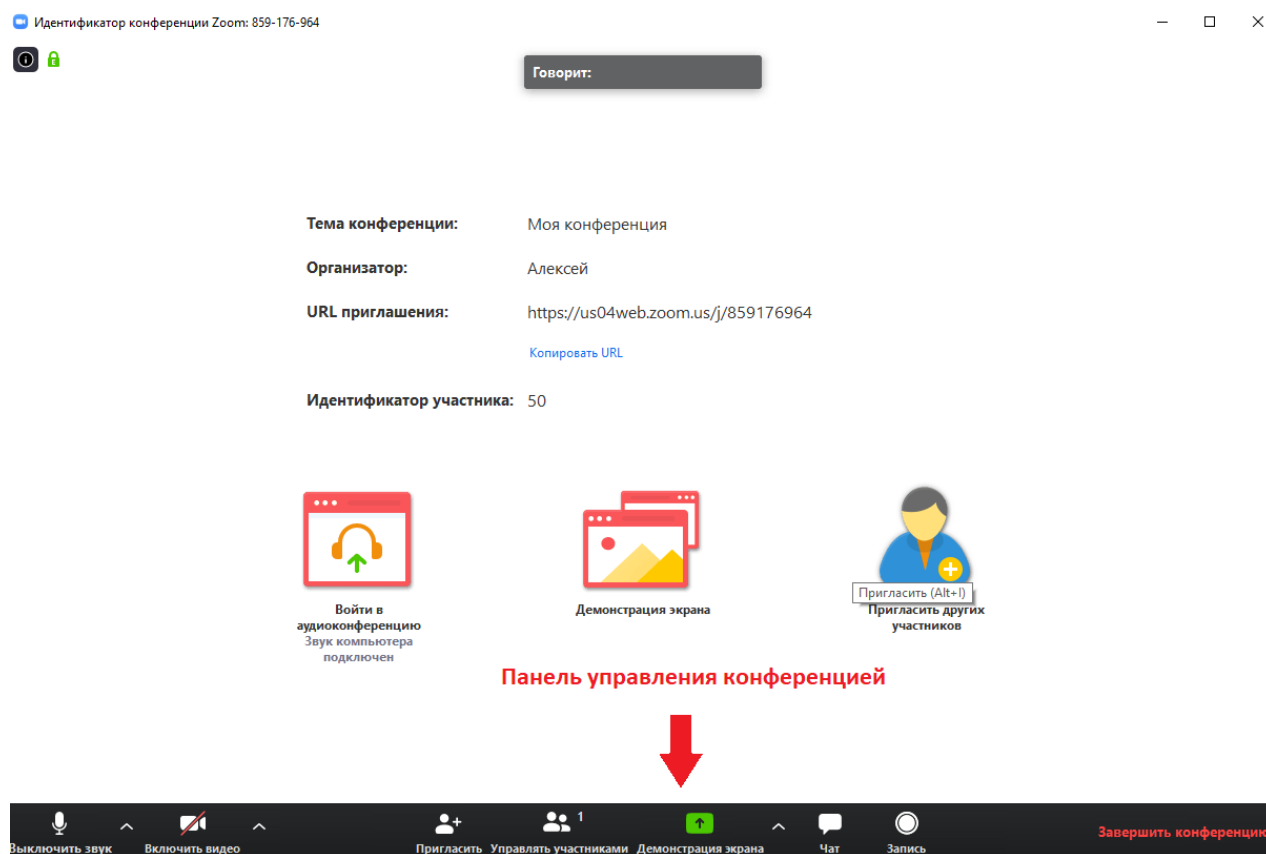 Идентификатор конференции Zoom: 859-176-964
Говорит:
Тема конференции: Моя конференция
Организатор: Алексей
URL приглашения: https://us04web.zoom.us/j/859176964
Копировать URL
Идентификатор участника: 50
Войти в
аудиоконференцию
Звук компьютера
подключен
Демонстрация экрана
Пригласить (Alt+I)
Пригласить других
участников
Панель управления конференцией
1
Выключить звук Включить видео Пригласить Управлять участниками Демонстрация экрана Чат Запись Завершить конференцию